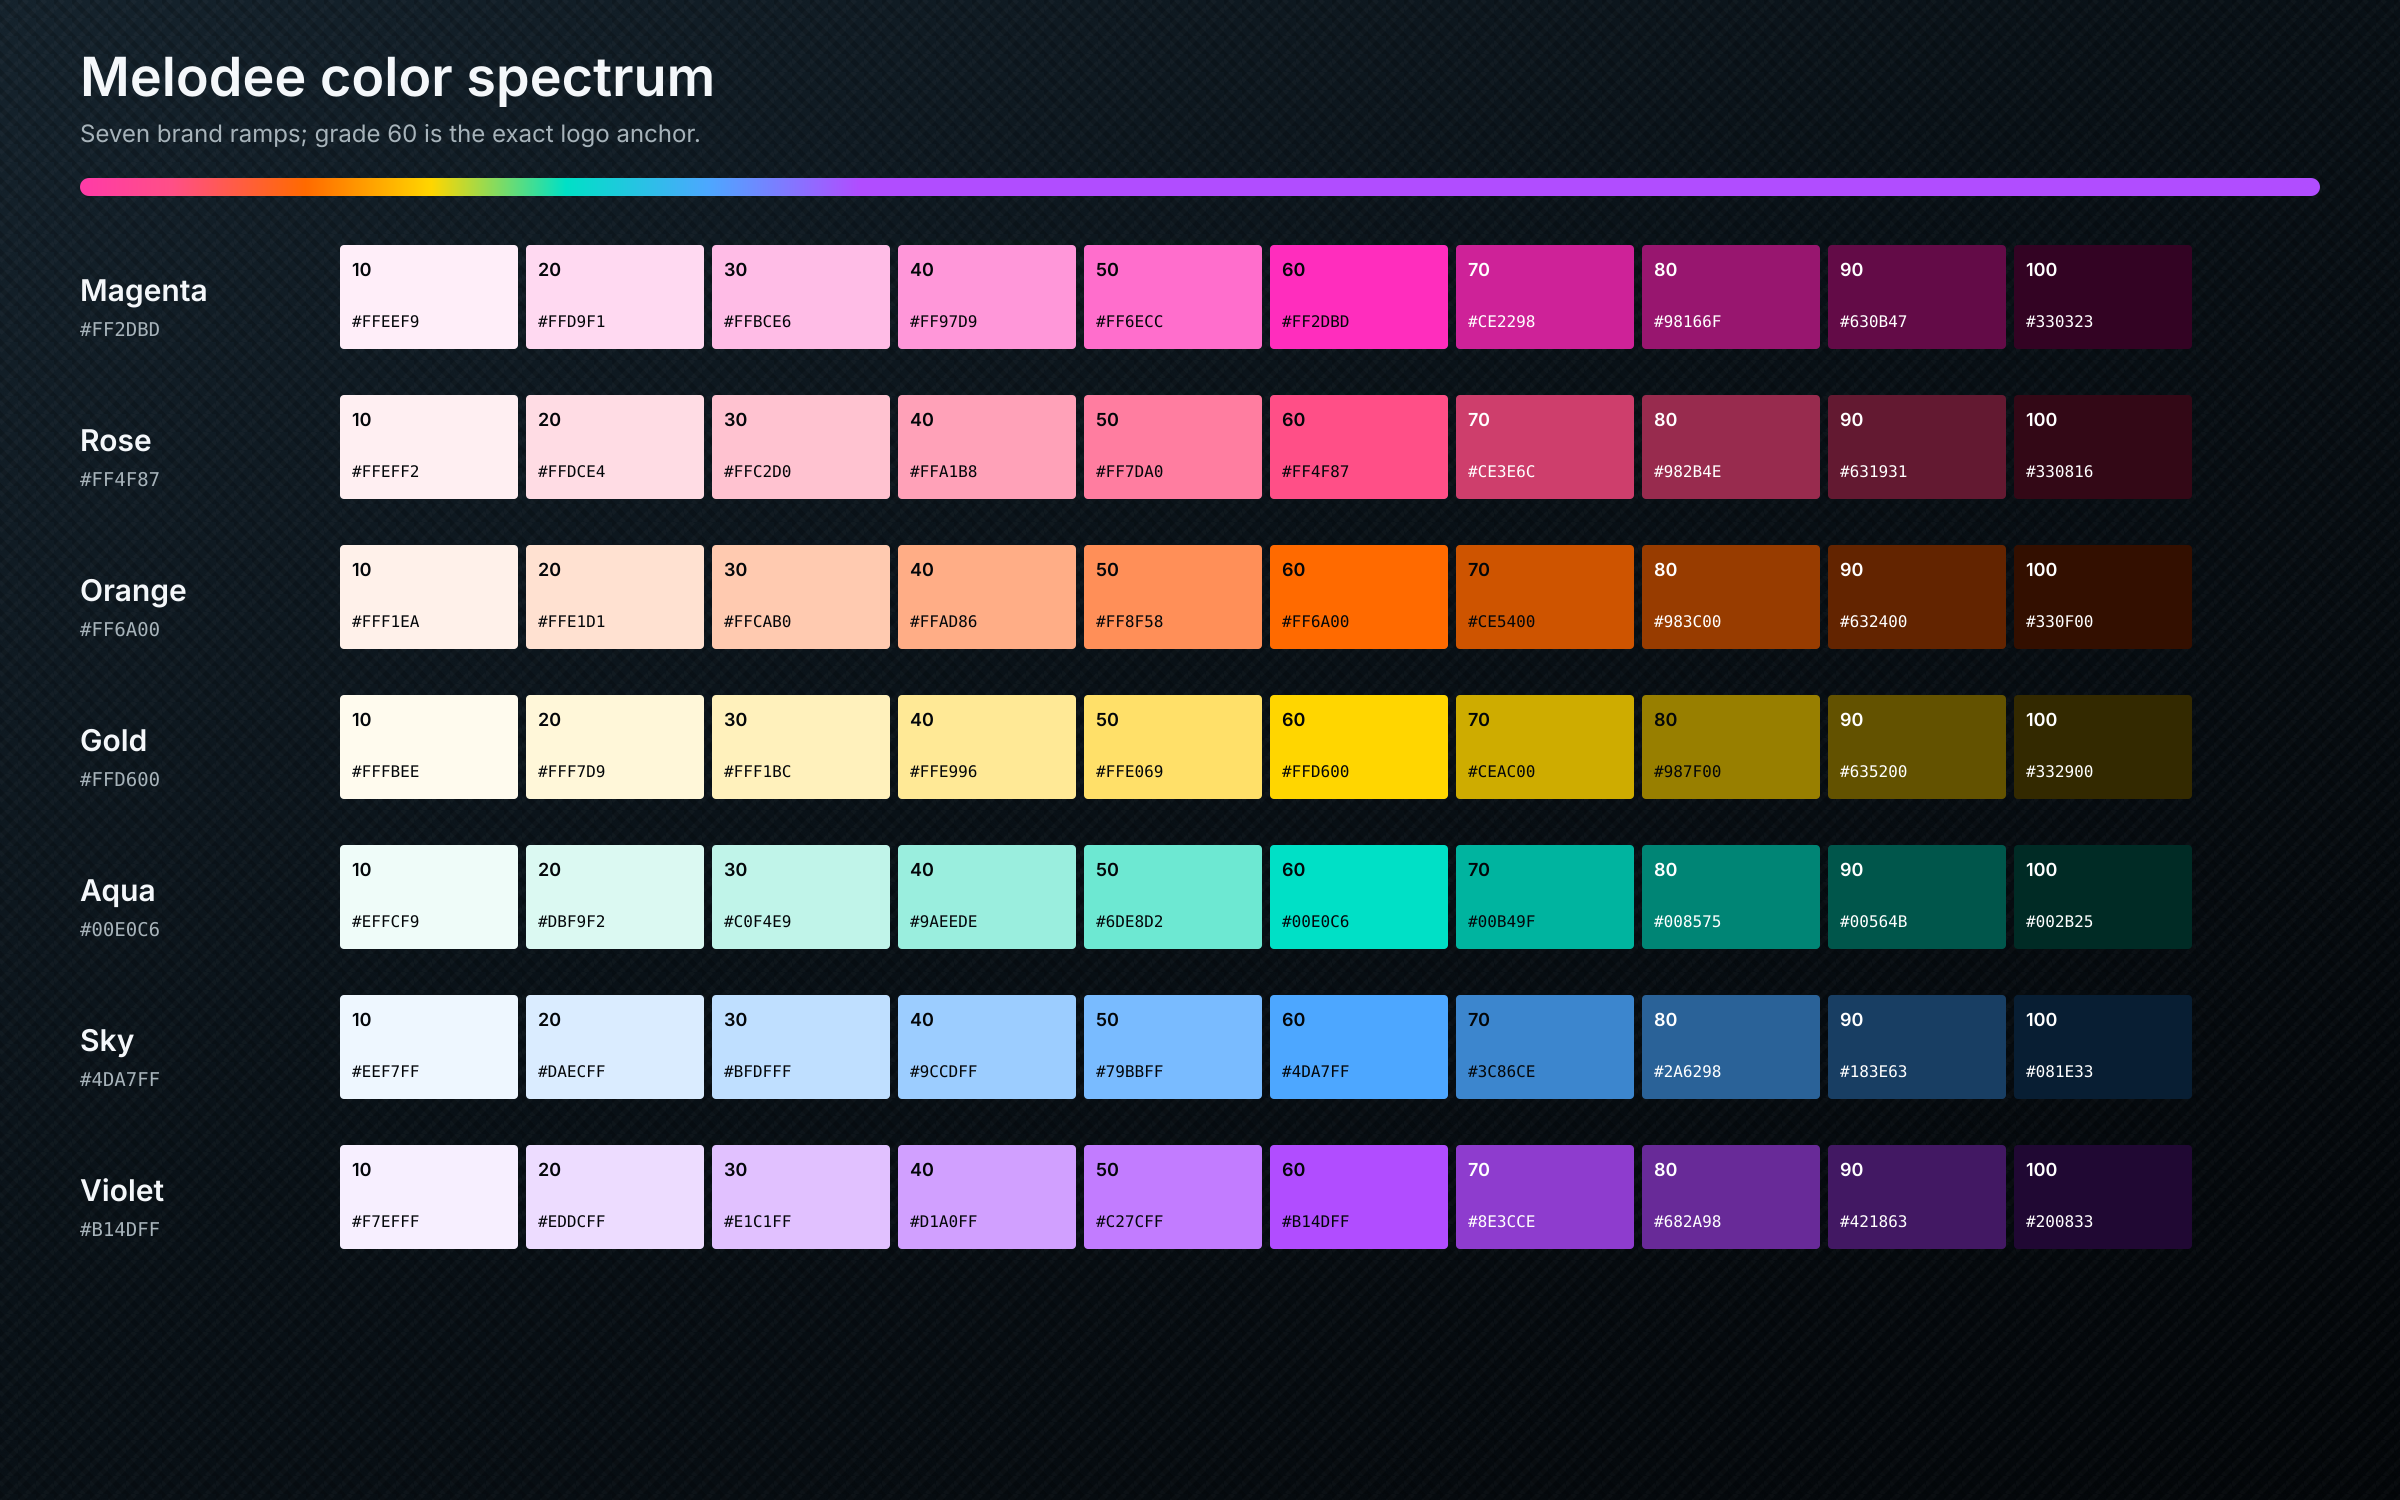 Melodee color spectrum
Seven brand ramps; grade 60 is the exact logo anchor.
Magenta
#FF2DBD
10 20 30 40 50 60 70 80 90 100
#FFEEF9 #FFD9F1 #FFBCE6 #FF97D9 #FF6ECC #FF2DBD #CE2298 #98166F #630B47 #330323
Rose
#FF4F87
10 20 30 40 50 60 70 80 90 100
#FFEFF2 #FFDCE4 #FFC2D0 #FFA1B8 #FF7DA0 #FF4F87 #CE3E6C #982B4E #631931 #330816
Orange
#FF6A00
10 20 30 40 50 60 70 80 90 100
#FFF1EA #FFE1D1 #FFCAB0 #FFAD86 #FF8F58 #FF6A00 #CE5400 #983C00 #632400 #330F00
Gold
#FFD600
10 20 30 40 50 60 70 80 90 100
#FFFBEE #FFF7D9 #FFF1BC #FFE996 #FFE069 #FFD600 #CEAC00 #987F00 #635200 #332900
Aqua
#00E0C6
10 20 30 40 50 60 70 80 90 100
#EFFCF9 #DBF9F2 #C0F4E9 #9AEEDE #6DE8D2 #00E0C6 #00B49F #008575 #00564B #002B25
Sky
#4DA7FF
10 20 30 40 50 60 70 80 90 100
#EEF7FF #DAECFF #BFDFFF #9CCDFF #79BBFF #4DA7FF #3C86CE #2A6298 #183E63 #081E33
Violet
#B14DFF
10 20 30 40 50 60 70 80 90 100
#F7EFFF #EDDCFF #E1C1FF #D1A0FF #C27CFF #B14DFF #8E3CCE #682A98 #421863 #200833